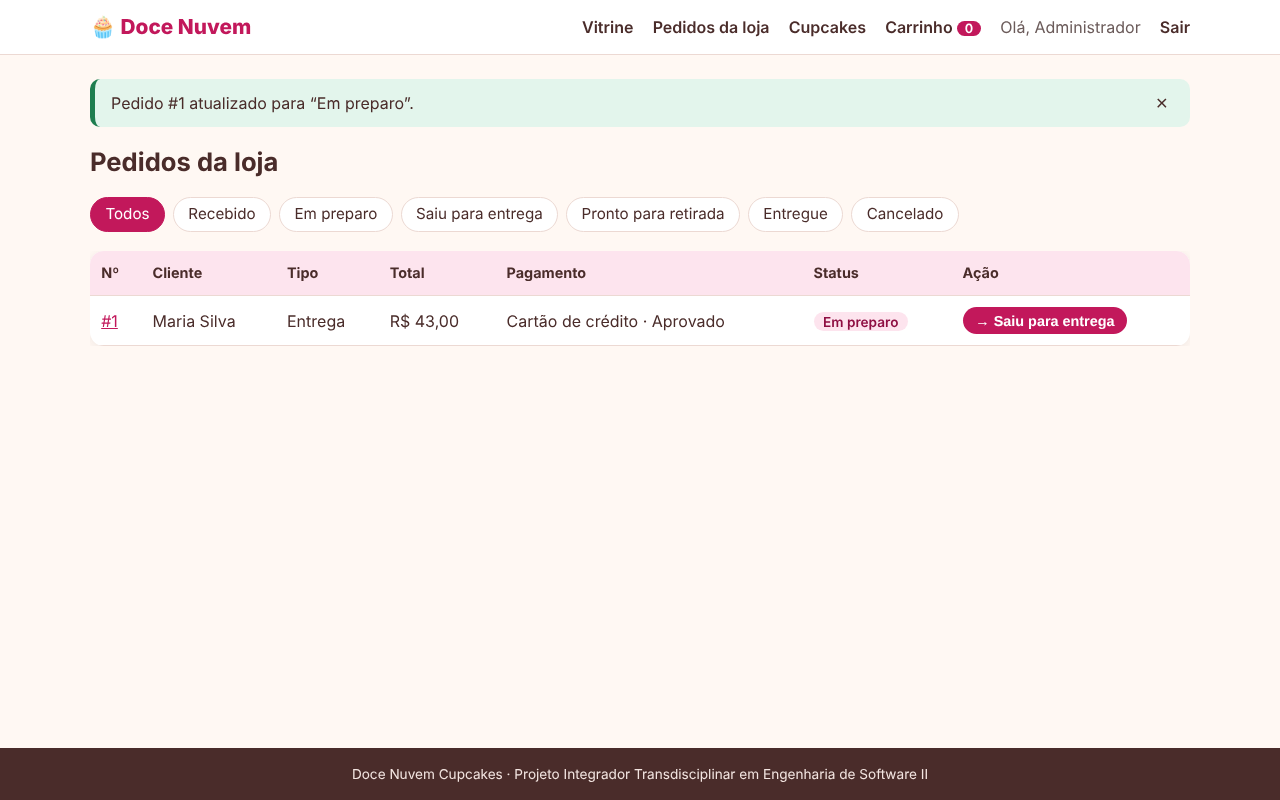 🧁 Doce Nuvem Vitrine Pedidos da loja Cupcakes Carrinho 0 Olá, Administrador Sair
Pedido #1 atualizado para “Em preparo”. ✕
Pedidos da loja
Todos Recebido Em preparo Saiu para entrega Pronto para retirada Entregue Cancelado
Nº Cliente Tipo Total Pagamento Status Ação
#1 Maria Silva Entrega R$ 43,00 Cartão de crédito · Aprovado Em preparo → Saiu para entrega
Doce Nuvem Cupcakes · Projeto Integrador Transdisciplinar em Engenharia de Software II